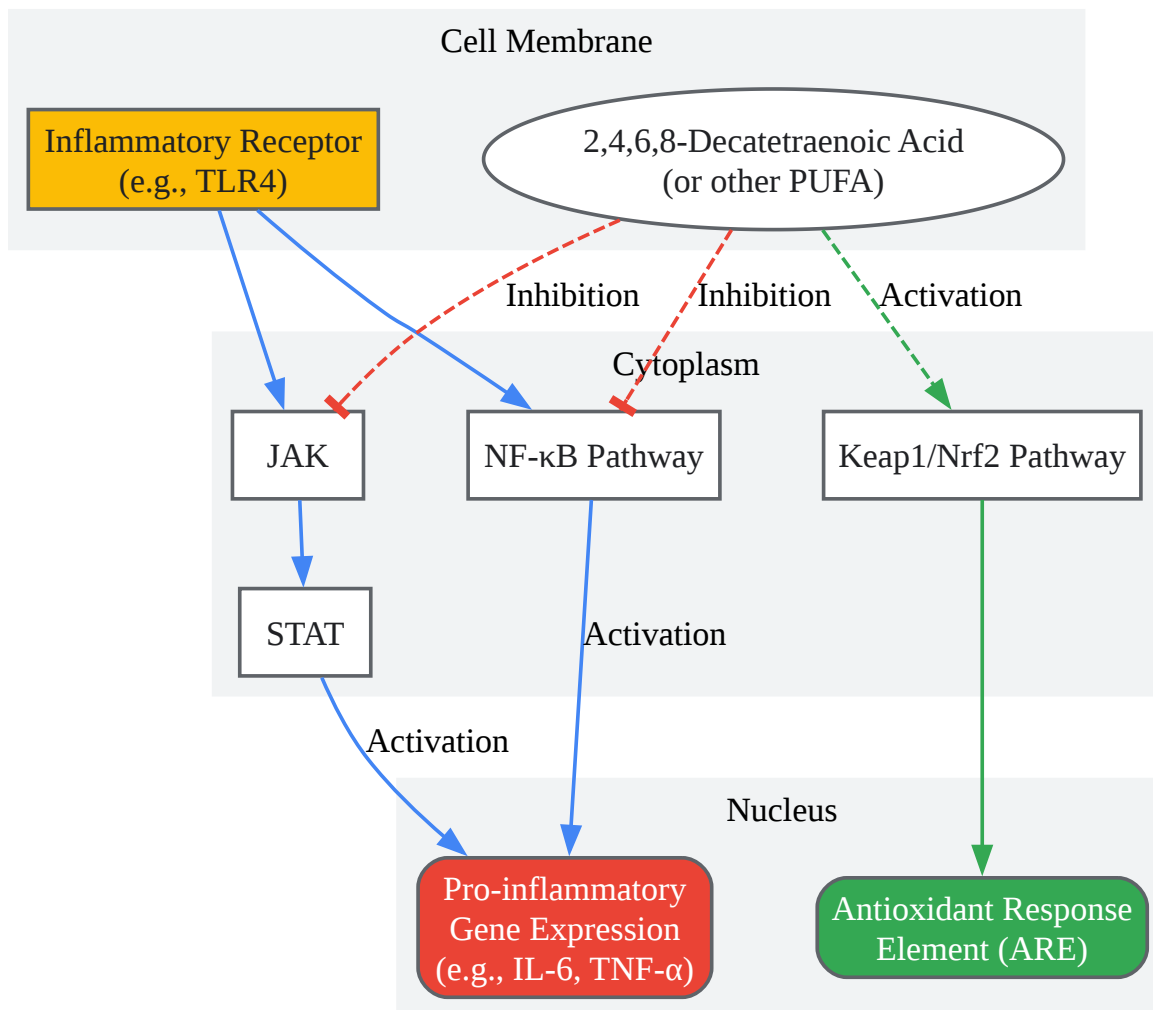 Cell Membrane
Inflammatory Receptor
(e.g., TLR4)
2,4,6,8-Decatetraenoic Acid
(or other PUFA)
Inhibition
Inhibition
Activation
Cytoplasm
JAK
NF-κB Pathway
Keap1/Nrf2 Pathway
STAT
Activation
Activation
Nucleus
Pro-inflammatory
Gene Expression
(e.g., IL-6, TNF-α)
Antioxidant Response
Element (ARE)